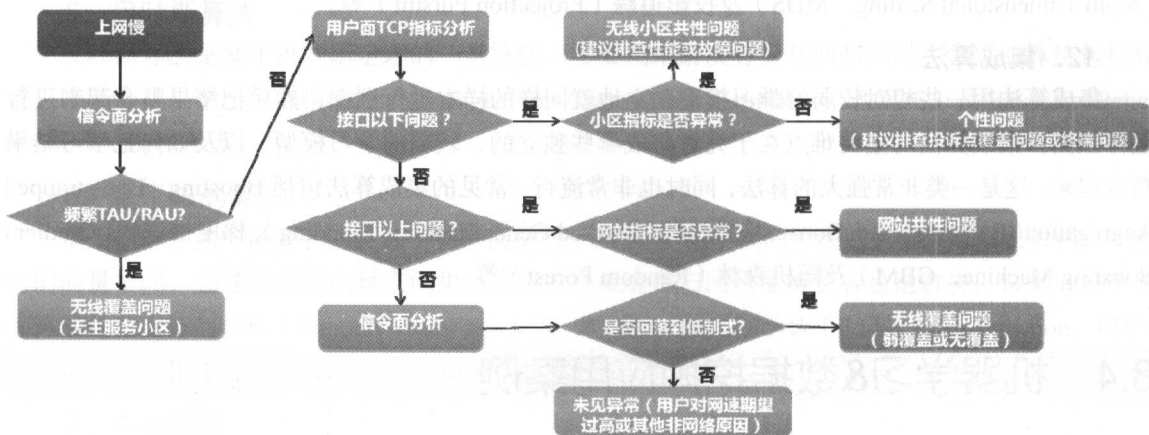 上网慢
信令面分析
频繁TAU/RAU?
是
无线覆盖问题
(无主服务小区)
否
用户面TCP指标分析
接口以下问题？
是
小区指标是否异常？
是
无线小区共性问题
(建议排查性能或故障问题)
否
个性问题
(建议排查投诉点覆盖问题或终端问题)
否
接口以上问题？
是
网站指标是否异常？
是
网站共性问题
否
信令面分析
是否回落到低制式?
是
无线覆盖问题
(弱覆盖或无覆盖)
否
未见异常(用户对网速期望
过高或其他非网络原因)